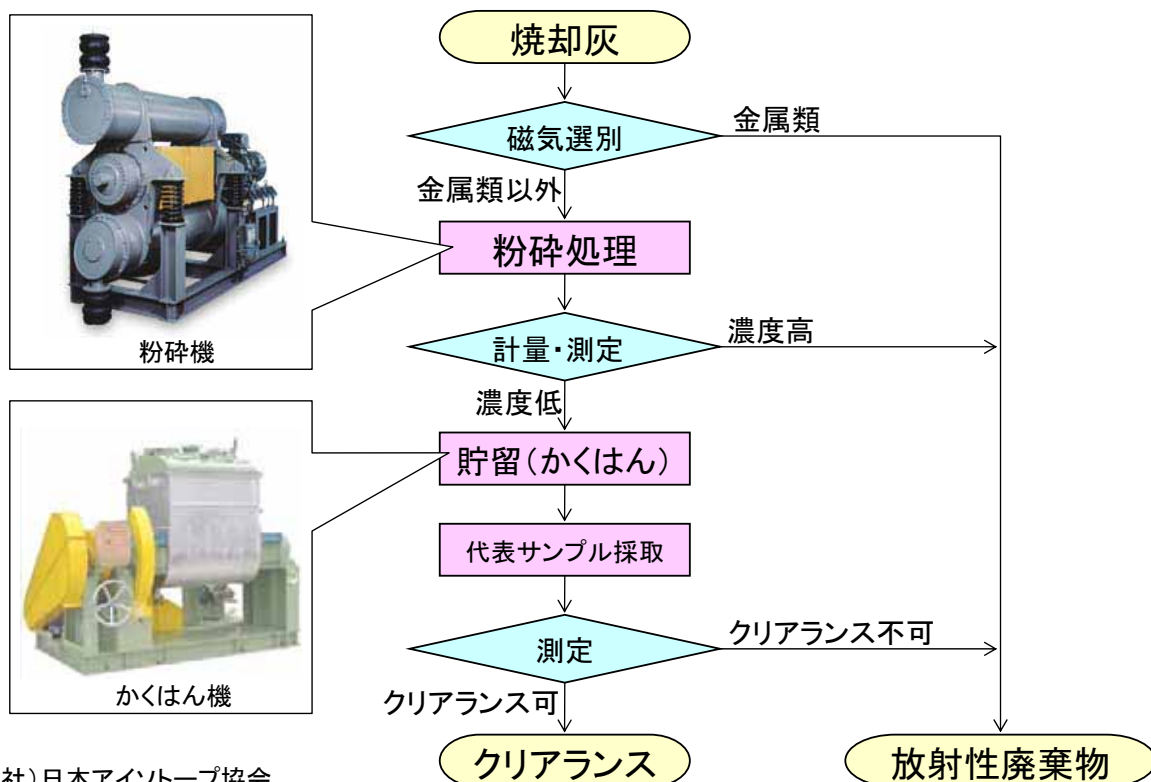 焼却灰
磁気選別
金属類
金属類以外
粉砕処理
粉砕機
計量・測定
濃度高
濃度低
貯留(かくはん)
代表サンプル採取
測定
クリアランス不可
かくはん機
クリアランス可
クリアランス
放射性廃棄物
社)日本アイソトープ協会